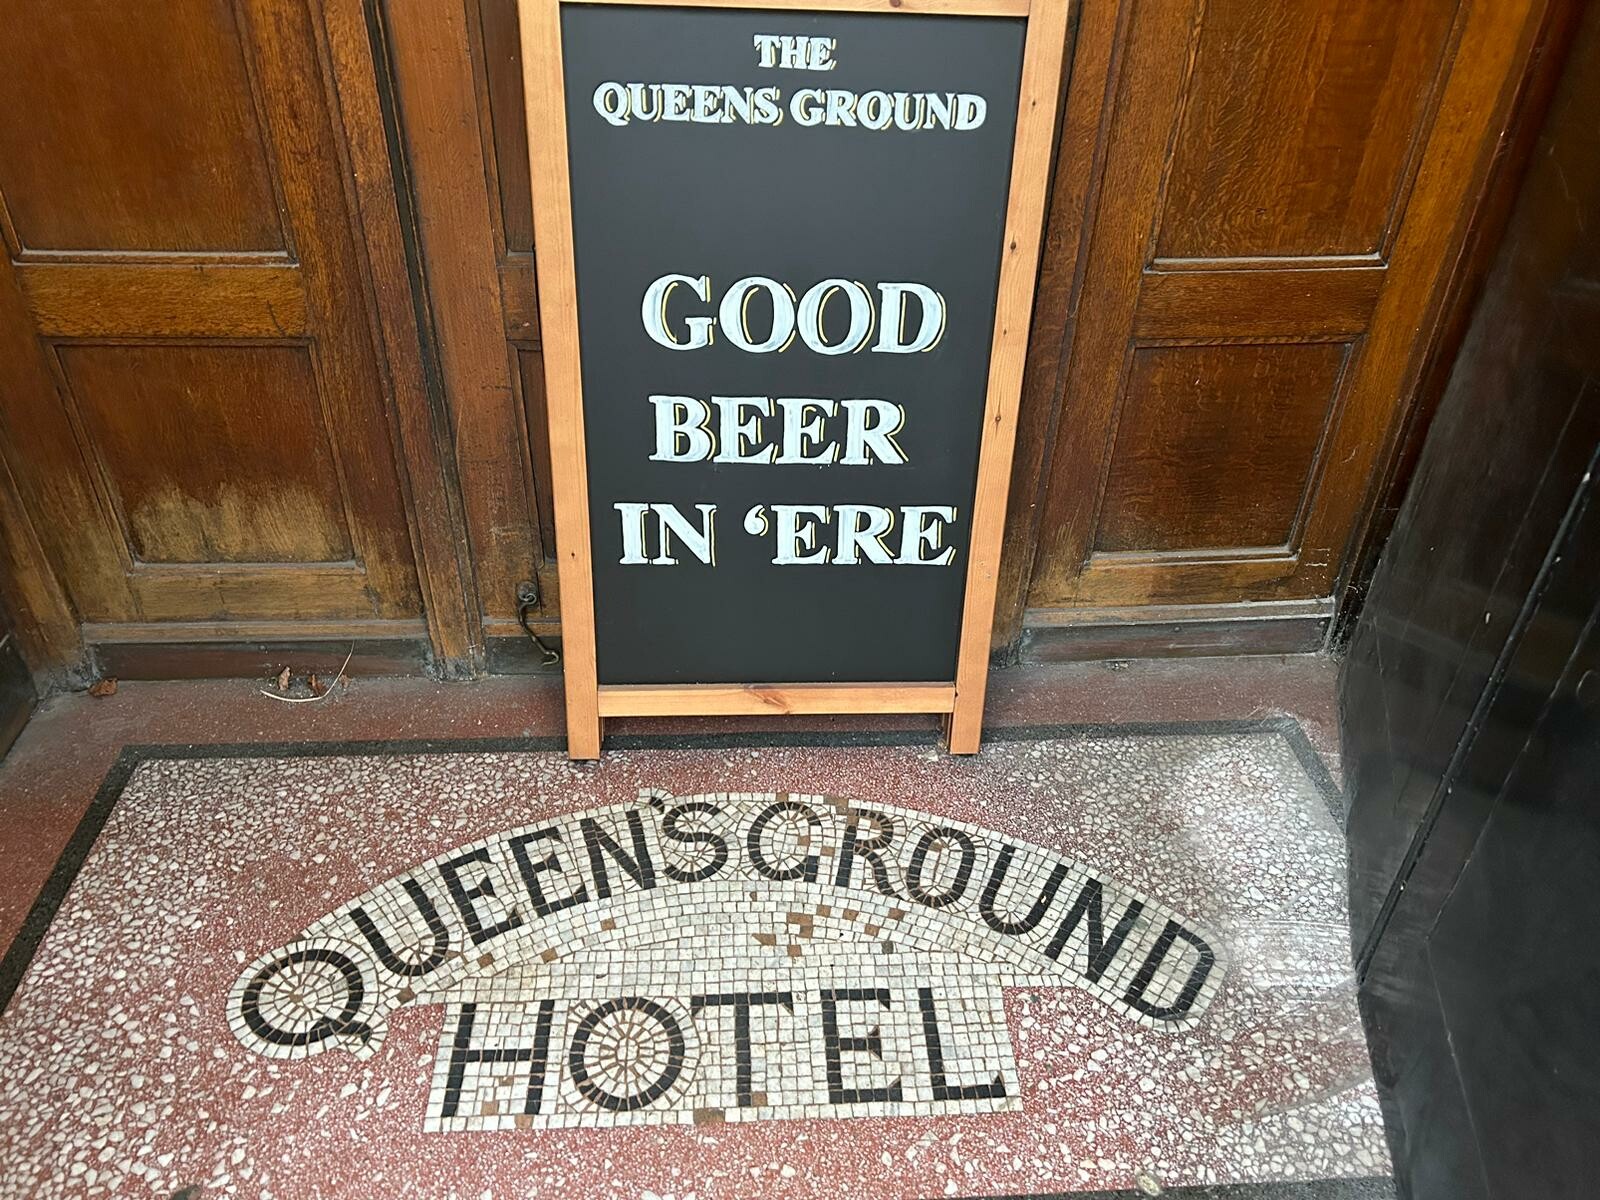 THE
QUEENS GROUND
GOOD
BEER
IN ‘ERE
QUEEN'S GROUND
HOTEL